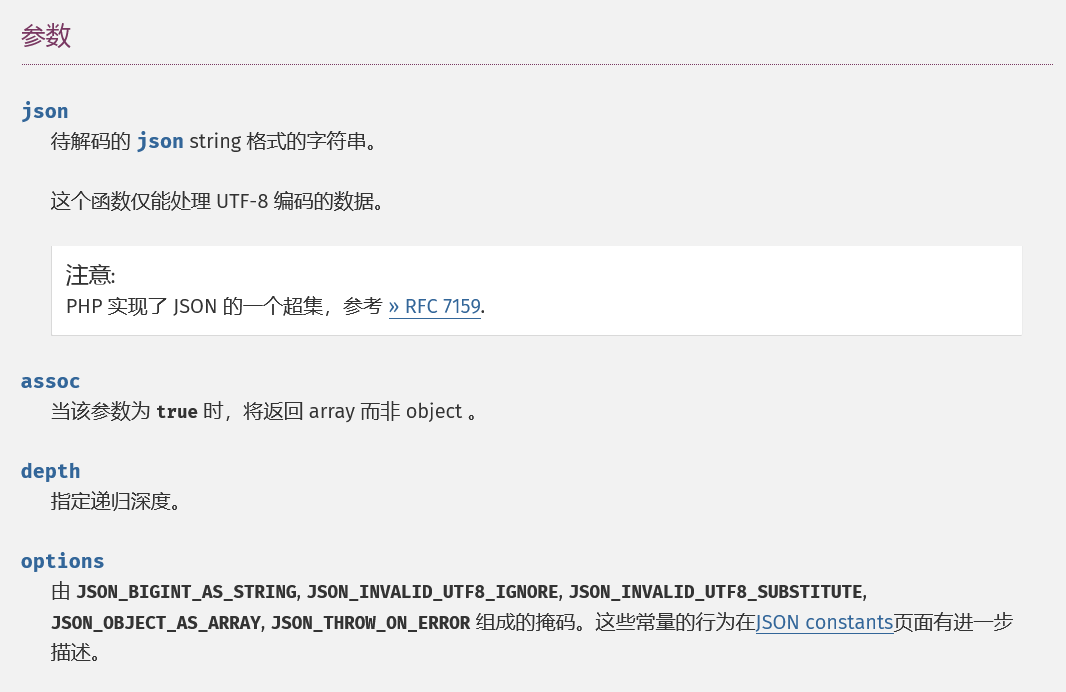 参数
json
待解码的 json string 格式的字符串。
这个函数仅能处理 UTF-8 编码的数据。
注意:
PHP 实现了 JSON 的一个超集，参考 » RFC 7159.
assoc
当该参数为 true 时，将返回 array 而非 object 。
depth
指定递归深度。
options
由 JSON_BIGINT_AS_STRING, JSON_INVALID_UTF8_IGNORE, JSON_INVALID_UTF8_SUBSTITUTE,
JSON_OBJECT_AS_ARRAY, JSON_THROW_ON_ERROR 组成的掩码。这些常量的行为在JSON constants页面有进一步
描述。